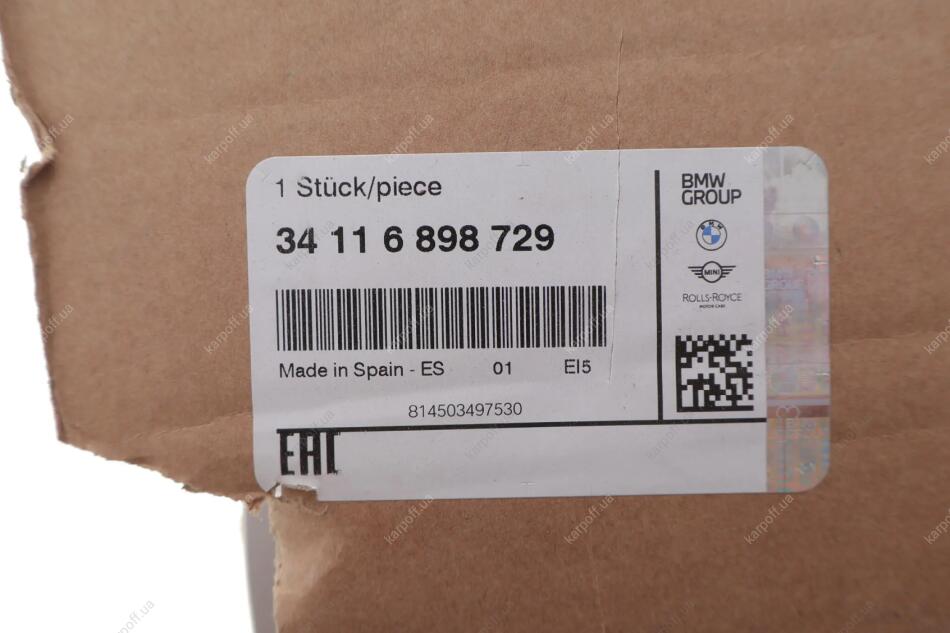 1 Stück/piece
34 11 6 898 729
Made in Spain - ES 01 EI5
814503497530
EAC
BMW
GROUP
BMW
MINI
ROLLS-ROYCE
MOTOR CARS
karpoff.ua